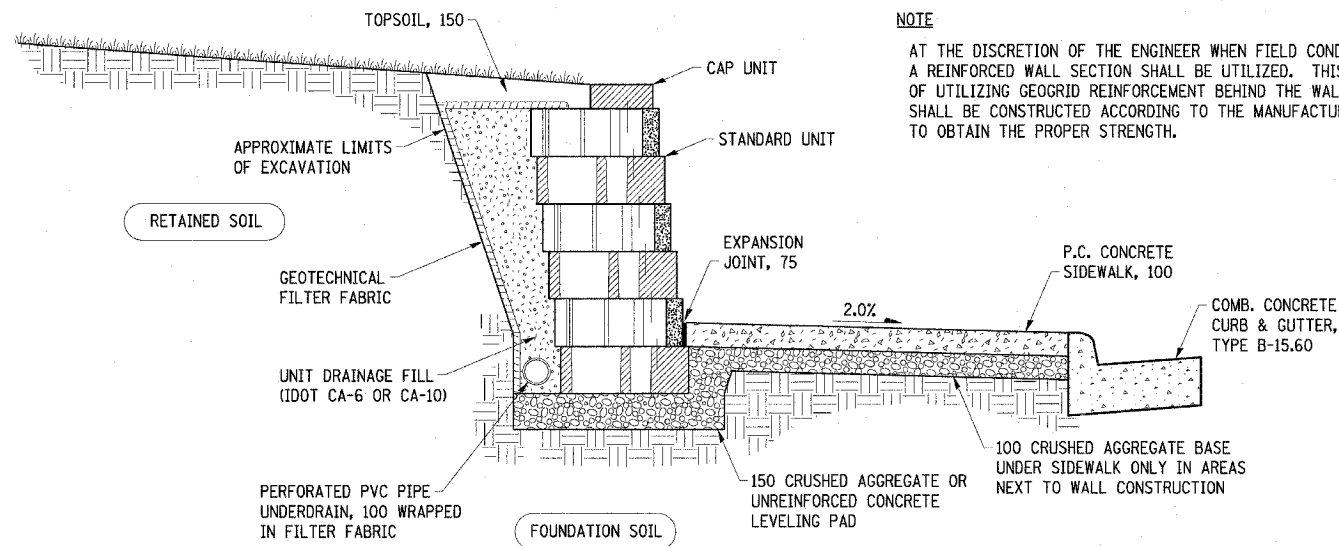 TOPSOIL, 150
CAP UNIT
STANDARD UNIT
APPROXIMATE LIMITS
OF EXCAVATION
RETAINED SOIL
GEOTECHNICAL
FILTER FABRIC
EXPANSION
JOINT, 75
2.0%
P.C. CONCRETE
SIDEWALK, 100
COMB. CONCRETE
CURB & GUTTER,
TYPE B-15.60
UNIT DRAINAGE FILL
(IDOT CA-6 OR CA-10)
PERFORATED PVC PIPE
UNDERDRAIN, 100 WRAPPED
IN FILTER FABRIC
FOUNDATION SOIL
150 CRUSHED AGGREGATE OR
UNREINFORCED CONCRETE
LEVELING PAD
100 CRUSHED AGGREGATE BASE
UNDER SIDEWALK ONLY IN AREAS
NEXT TO WALL CONSTRUCTION
NOTE
AT THE DISCRETION OF THE ENGINEER WHEN FIELD
A REINFORCED WALL SECTION SHALL BE UTILIZED. THIS
OF UTILIZING GEOGRID REINFORCEMENT BEHIND THE
SHALL BE CONSTRUCTED ACCORDING TO THE
TO OBTAIN THE PROPER STRENGTH.